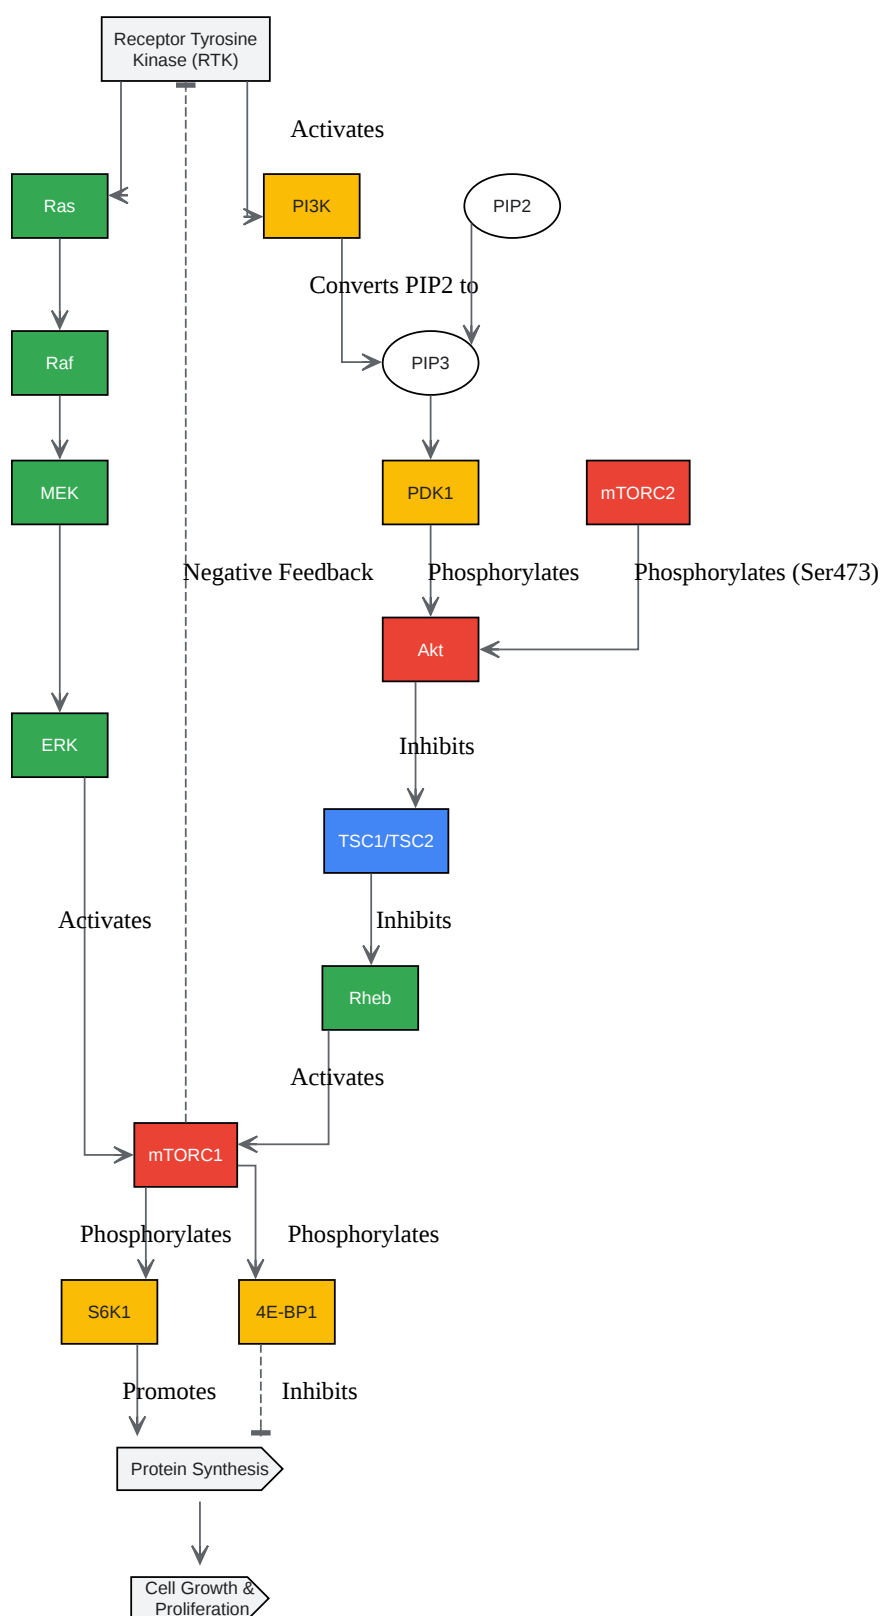 Receptor Tyrosine
Kinase (RTK)
Activates
Ras
PI3K
PIP2
Converts PIP2 to
Raf
PIP3
MEK
PDK1
mTORC2
Negative Feedback
Phosphorylates
Phosphorylates (Ser473)
Akt
ERK
Inhibits
TSC1/TSC2
Activates
Inhibits
Rheb
Activates
mTORC1
Phosphorylates
Phosphorylates
S6K1
4E-BP1
Promotes
Inhibits
Protein Synthesis
Cell Growth &
Proliferation